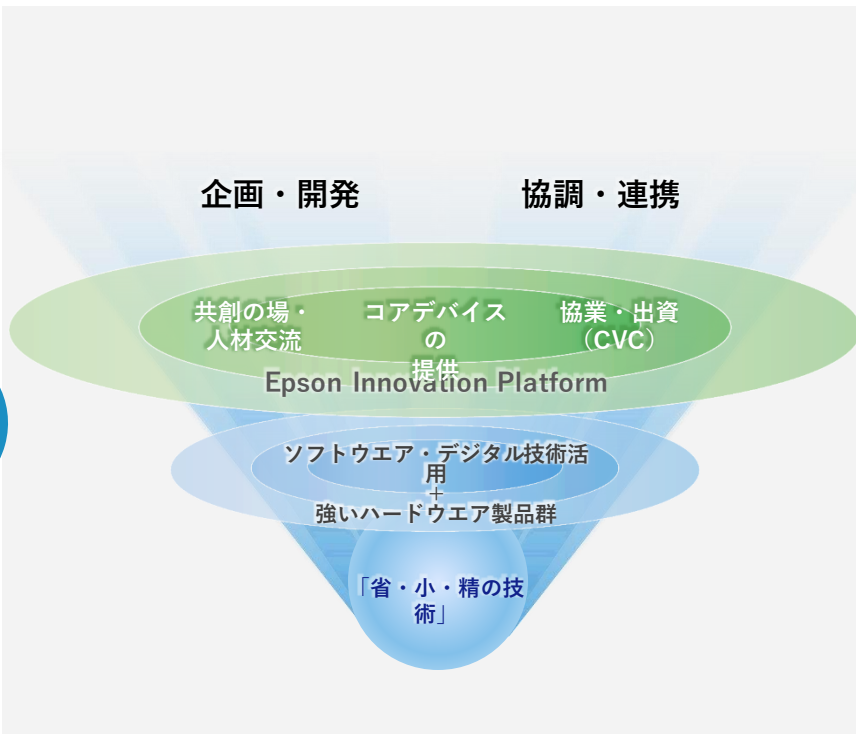 企画・開発
協調・連携
共創の場・
人材交流
コアデバイス
の
提供
協業・出資
（CVC）
Epson Innovation Platform
ソフトウエア・デジタル技術活
用
+
強いハードウエア製品群
「省・小・精の技
術」